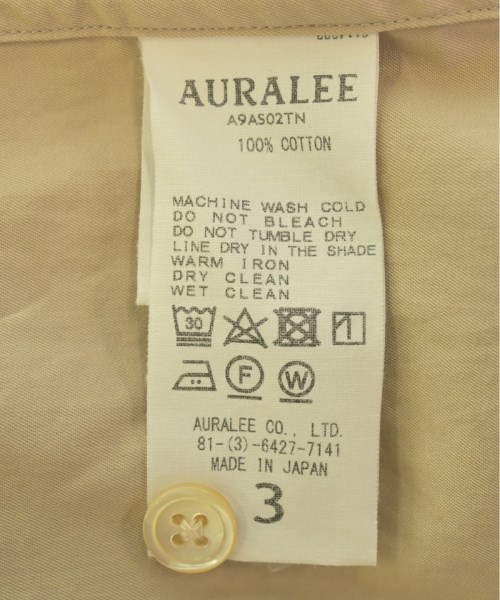 AURALEE
A9AS02TN
100% COTTON
MACHINE WASH COLD
DO NOT BLEACH
DO NOT TUMBLE DRY
LINE DRY IN THE SHADE
WARM IRON
DRY CLEAN
WET CLEAN
30
F
W
AURALEE CO., LTD.
81-(3)-6427-7141
MADE IN JAPAN
3